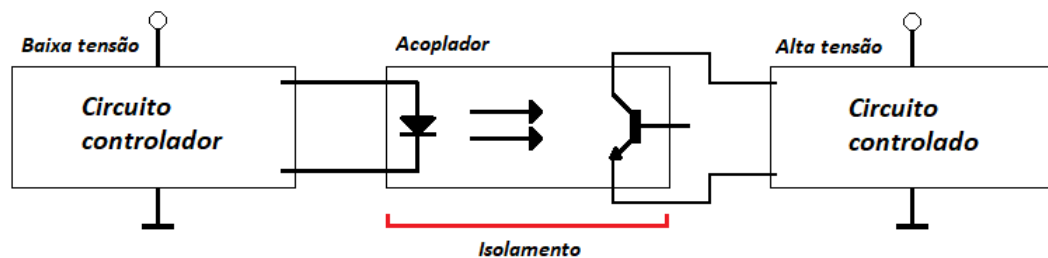 Baixa tensão
Acoplador
Alta tensão
Circuito
controlador
Circuito
controlado
Isolamento